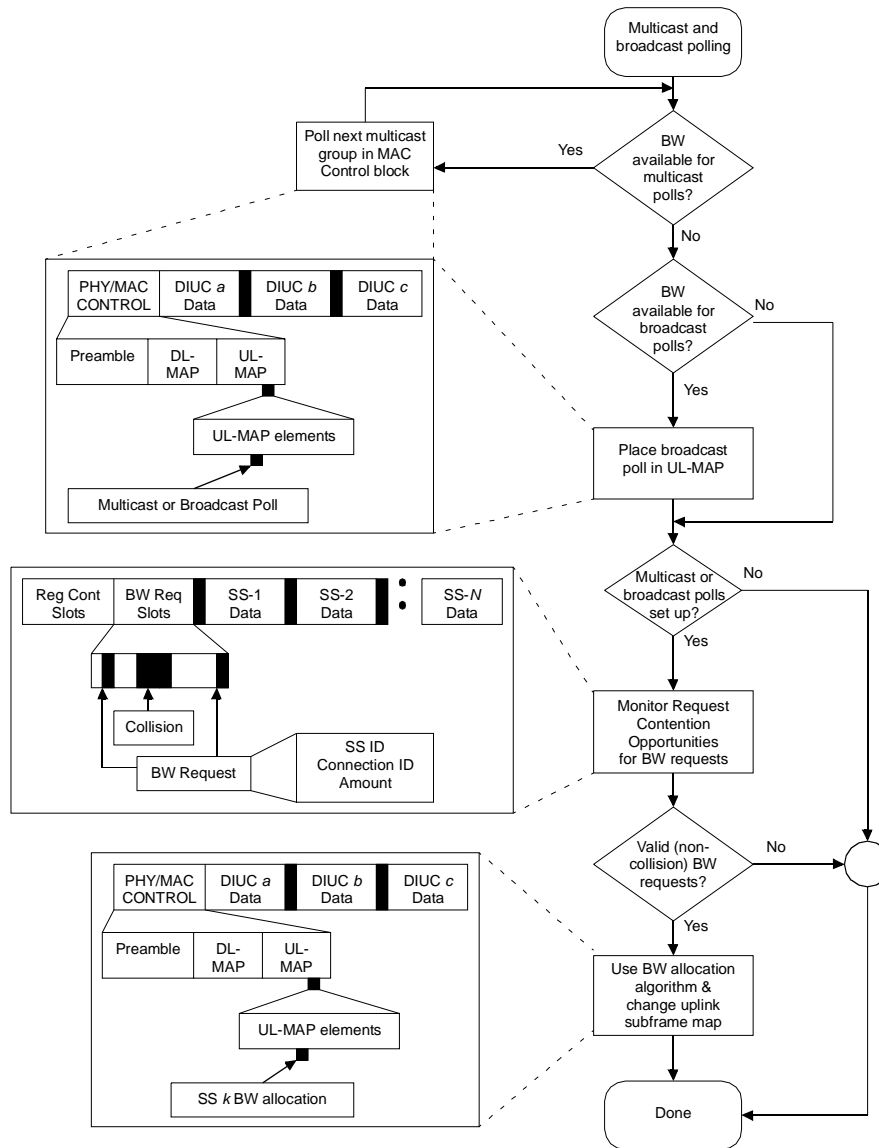 Multicast and
broadcast polling
Poll next multicast
group in MAC
Control block
Yes
BW
available for
multicast
polls?
No
BW
available for
broadcast
polls?
No
Yes
Place broadcast
poll in UL-MAP
PHY/MAC
CONTROL
DIUC a
Data
DIUC b
Data
DIUC c
Data
Preamble
DL-
MAP
UL-
MAP
UL-MAP elements
Multicast or Broadcast Poll
Multicast or
broadcast polls
set up?
No
Yes
Reg Cont
Slots
BW Req
Slots
SS-1
Data
SS-2
Data
SS-N
Data
Collision
BW Request
SS ID
Connection ID
Amount
Monitor Request
Contention
Opportunities
for BW requests
Valid (non-
collision) BW
requests?
No
Yes
PHY/MAC
CONTROL
DIUC a
Data
DIUC b
Data
DIUC c
Data
Preamble
DL-
MAP
UL-
MAP
UL-MAP elements
SS k BW allocation
Use BW allocation
algorithm &
change uplink
subframe map
Done